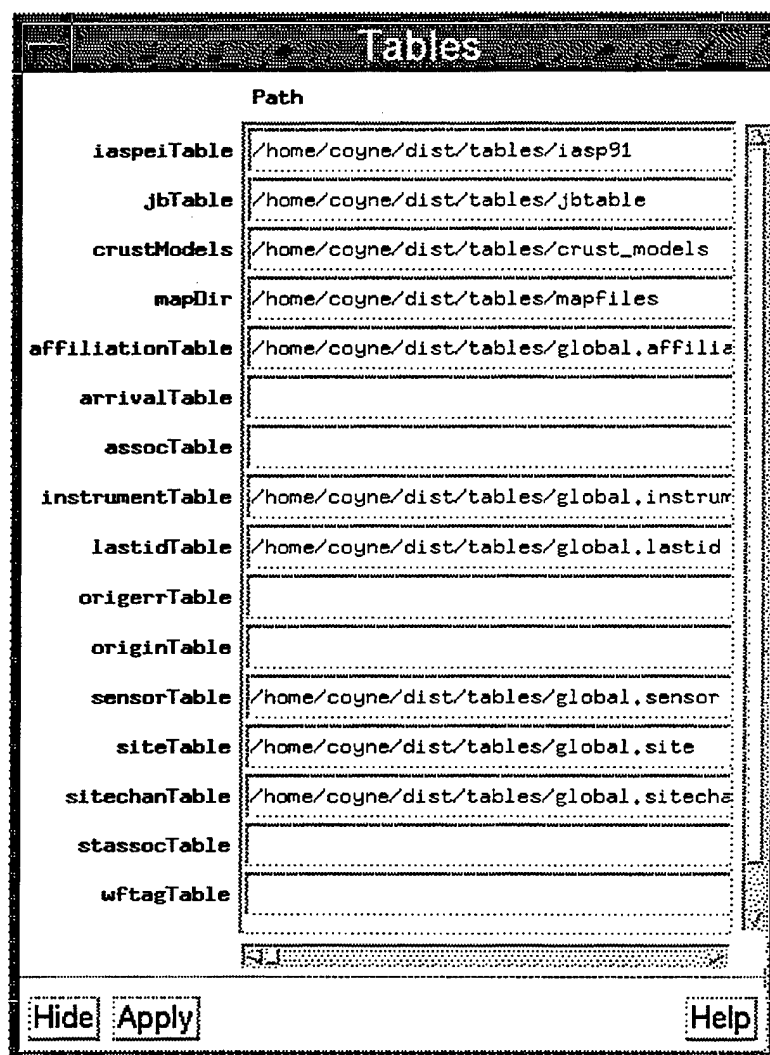 Tables
Path
iaspeiTable /home/coyne/dist/tables/iasp91
jbTable /home/coyne/dist/tables/jbtable
crustModels /home/coyne/dist/tables/crust_models
mapDir /home/coyne/dist/tables/mapfiles
affiliationTable /home/coyne/dist/tables/global.affilia
arrivalTable
assocTable
instrumentTable /home/coyne/dist/tables/global.instrum
lastidTable /home/coyne/dist/tables/global.lastid
origerrTable
originTable
sensorTable /home/coyne/dist/tables/global.sensor
siteTable /home/coyne/dist/tables/global.site
sitechanTable /home/coyne/dist/tables/global.sitecha
stassocTable
wftagTable
Hide Apply Help